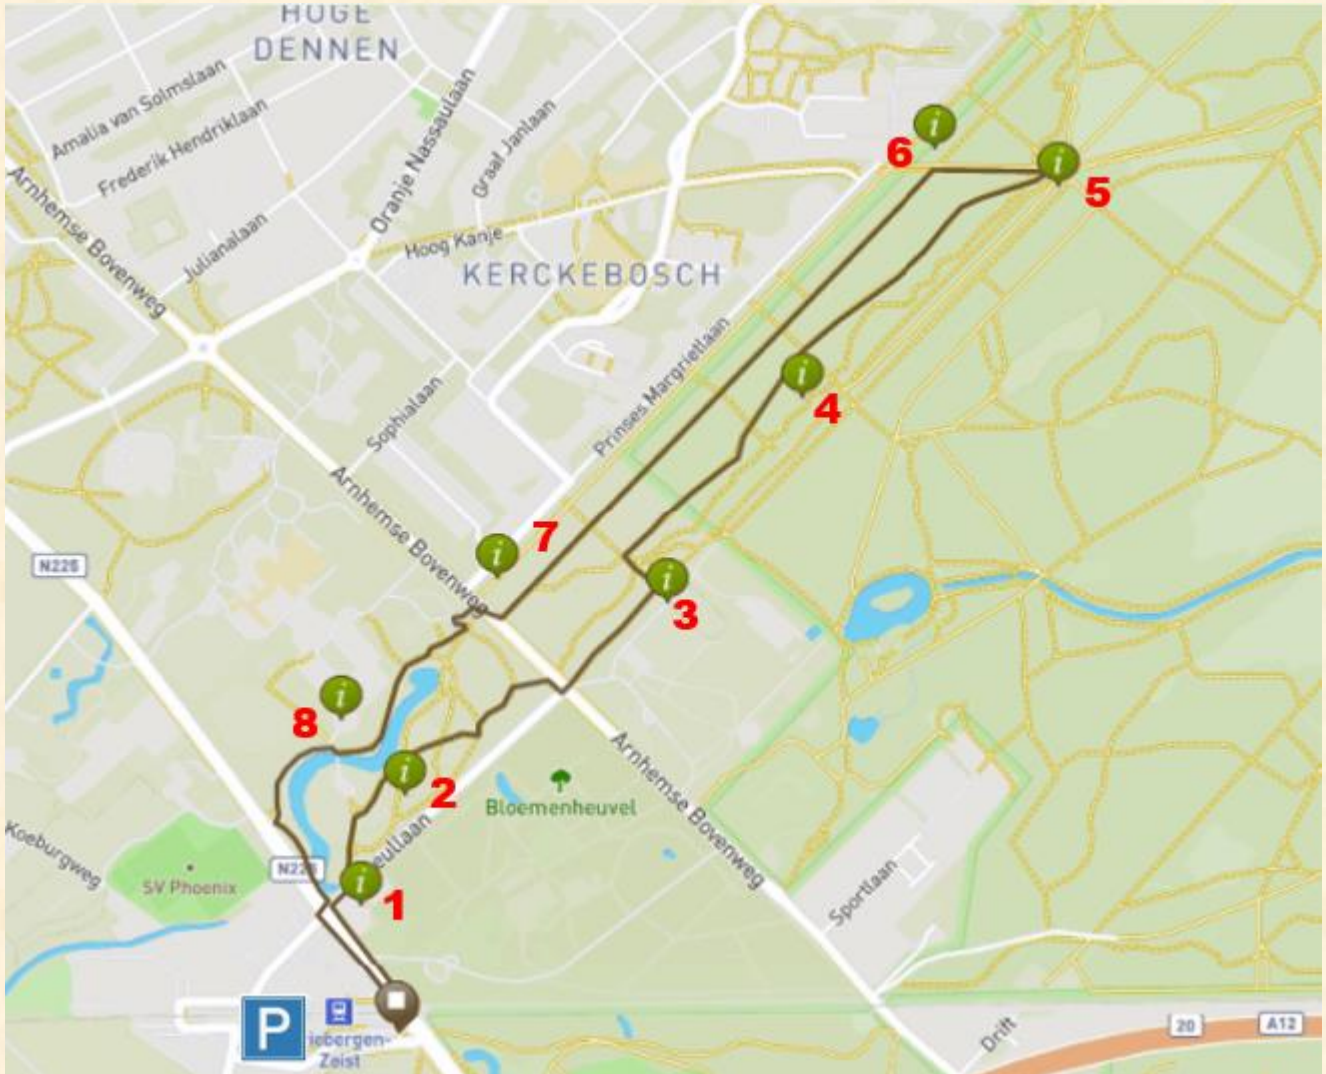 HOGE
DENNEN
Amalia van Solmslaan
Frederik Hendriklaan
Oranje Nassaulaan
Graaf Janlaan
Arnhemse Bovenweg
Julianalaan
Hoog Kanje
KERCKEBOSCH
6
5
Prinses Margrietlaan
4
Sophialaan
Arnhemse Bovenweg
7
N225
3
8
2
Arnhemse Bovenweg
Bloemenheuvel
eullaan
Koeburgweg
SV Phoenix
N225
1
Sportlaan
P
iebergen-
Zeist
Drift
20
A12